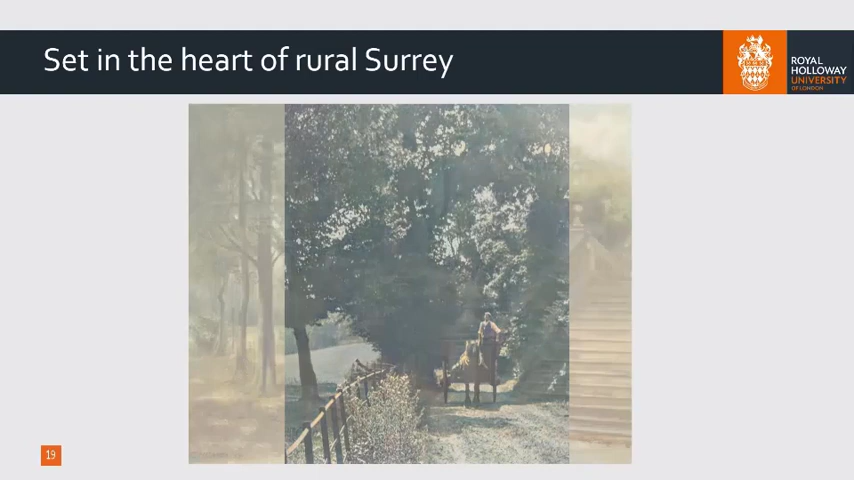 Set in the heart of rural Surrey
ROYAL
HOLLOWAY
UNIVERSITY
OF LONDON
19